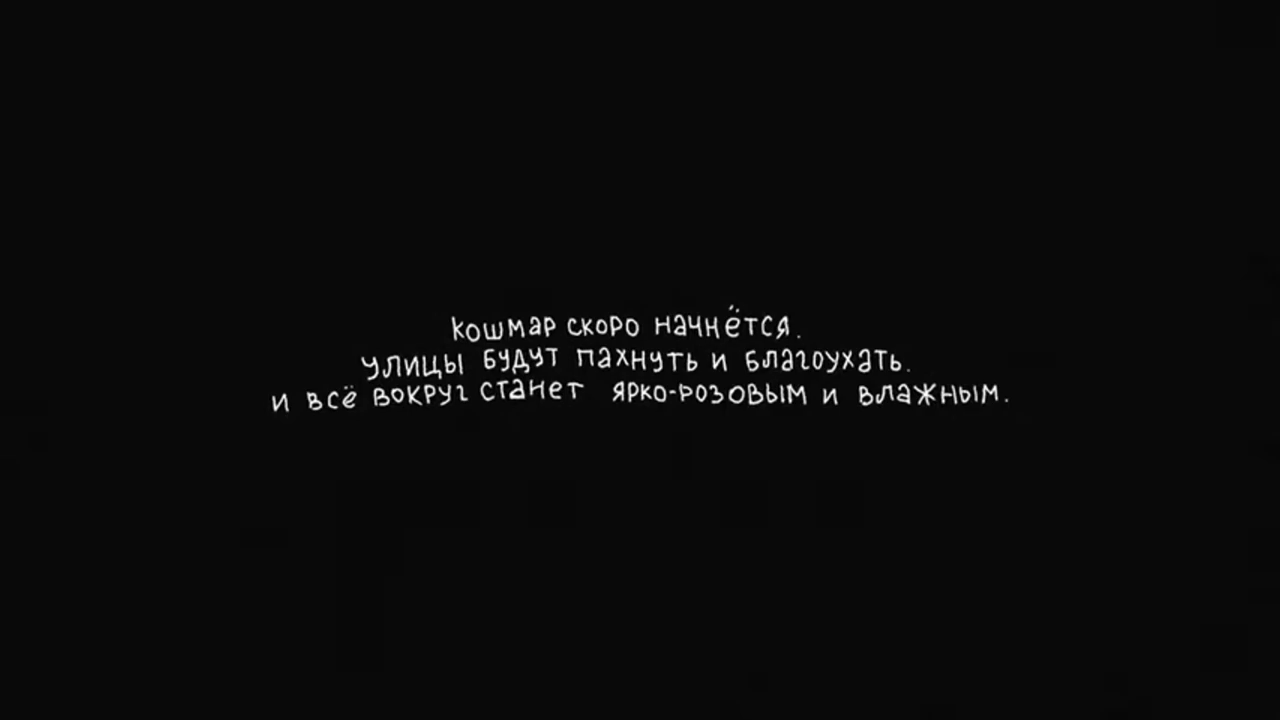 кошмар скоро начнётся.
улицы будут пахнуть и благоухать.
и всё вокруг станет ярко-розовым и влажным.